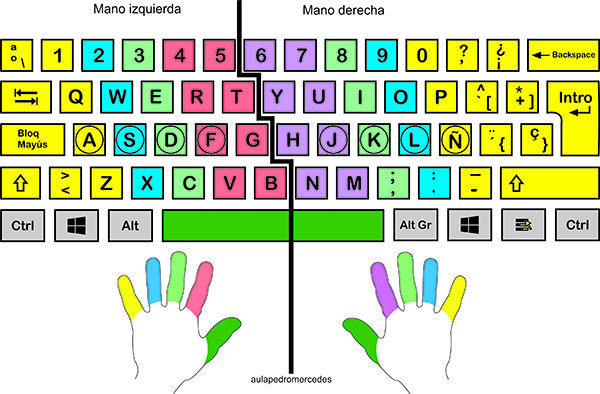 Mano izquierda Mano derecha
ª º \ 1 2 3 4 5 6 7 8 9 0 ? ' ¿ ¡ Backspace
Q W E R T Y U I O P ^ ` [ * + ] Intro
Bloq Mayús A S D F G H J K L Ñ ¨ ´ { Ç }
> < Z X C V B N M ; , : . _ -
Ctrl Alt Alt Gr Ctrl
aulapedromercedes